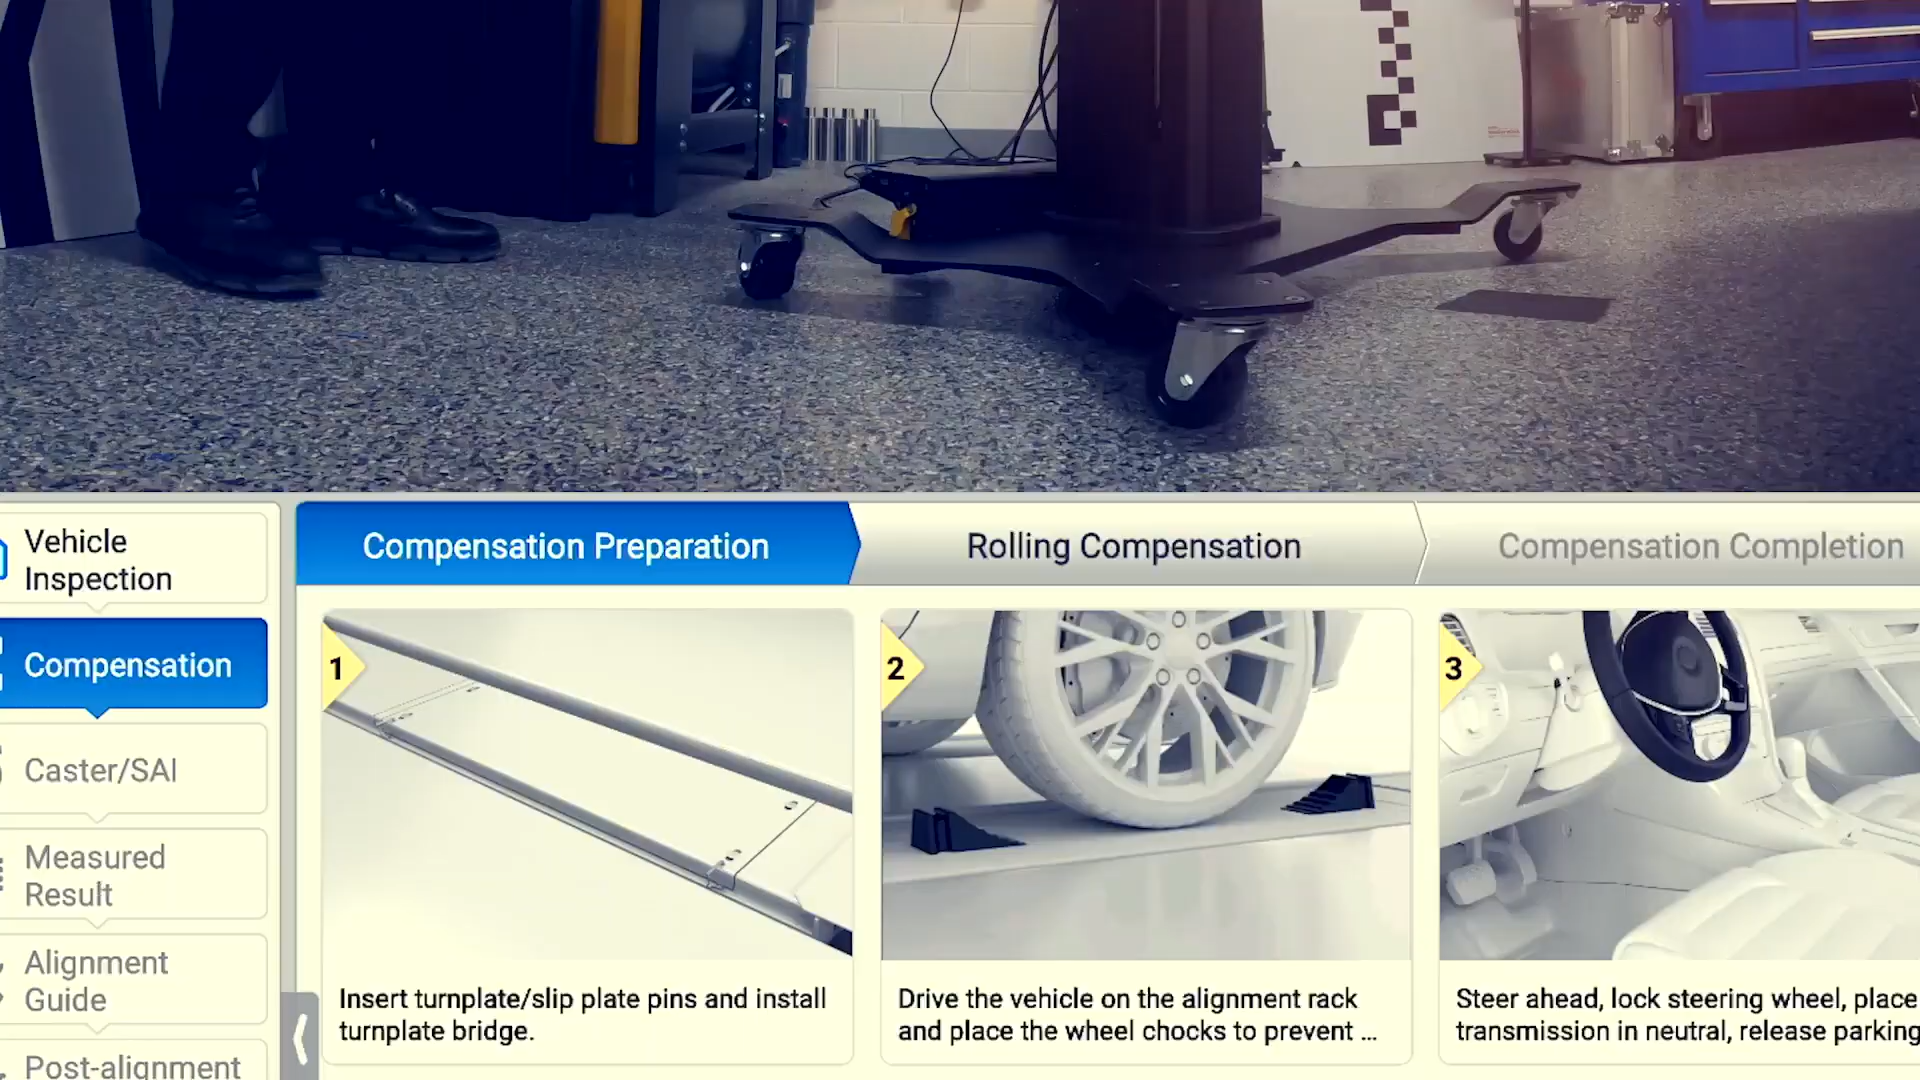 Vehicle
Inspection
Compensation
Caster/SAI
Measured
Result
Alignment
Guide
Post-alignment
Compensation Preparation
Rolling Compensation
Compensation Completion
1
Insert turnplate/slip plate pins and install
turnplate bridge.
2
Drive the vehicle on the alignment rack
and place the wheel chocks to prevent ...
3
Steer ahead, lock steering wheel, place
transmission in neutral, release parking